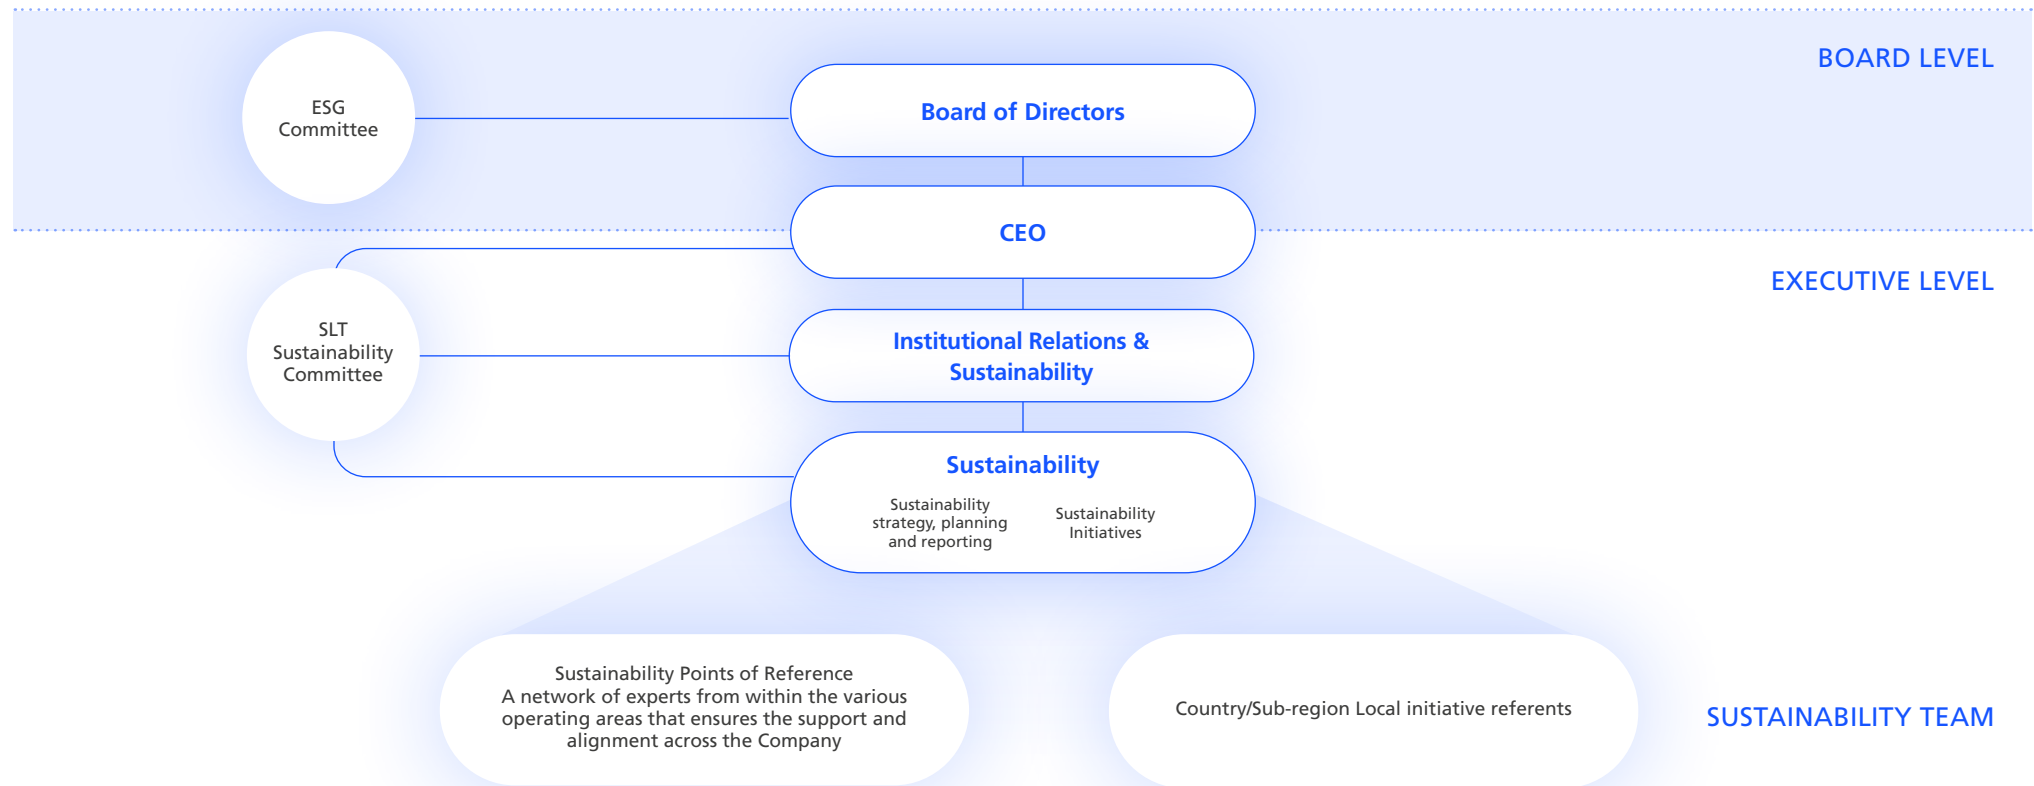 BOARD LEVEL
ESG
Committee
Board of Directors
CEO
EXECUTIVE LEVEL
SLT
Sustainability
Committee
Institutional Relations &
Sustainability
Sustainability
Sustainability
strategy, planning
and reporting
Sustainability
Initiatives
Sustainability Points of Reference
A network of experts from within the various
operating areas that ensures the support and
alignment across the Company
Country/Sub-region Local initiative referents
SUSTAINABILITY TEAM